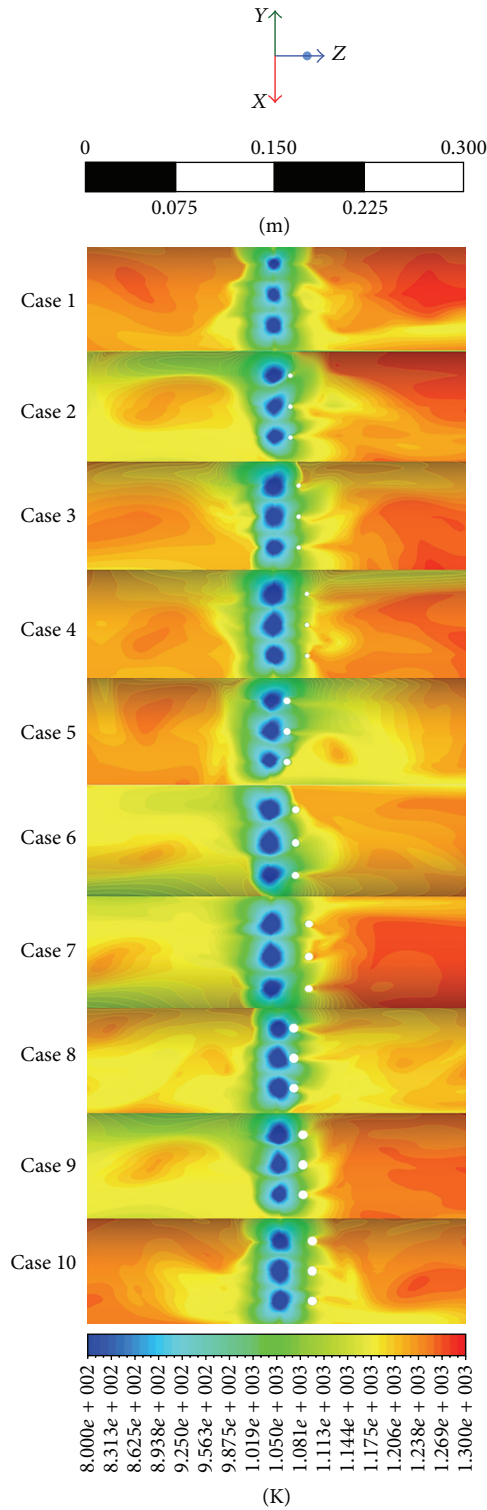 Y
Z
X
0 0.150 0.300
0.075 0.225
(m)
Case 1
Case 2
Case 3
Case 4
Case 5
Case 6
Case 7
Case 8
Case 9
Case 10
8.000e + 002
8.313e + 002
8.625e + 002
8.938e + 002
9.250e + 002
9.563e + 002
9.875e + 002
1.019e + 003
1.050e + 003
1.081e + 003
1.113e + 003
1.144e + 003
1.175e + 003
1.206e + 003
1.238e + 003
1.269e + 003
1.300e + 003
(K)